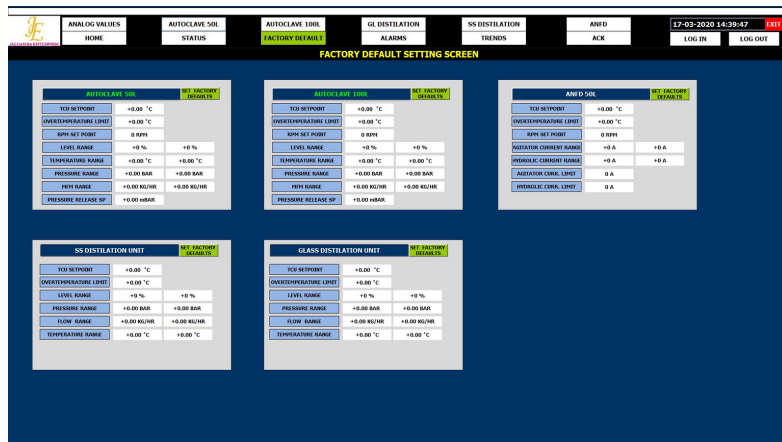 JE
JAGDAMBA ENTERPRISE
ANALOG VALUES AUTOCLAVE 50L AUTOCLAVE 100L GL DISTILATION SS DISTILATION ANFD 17-03-2020 14:39:47 EXIT
HOME STATUS FACTORY DEFAULT ALARMS TRENDS ACK LOG IN LOG OUT
FACTORY DEFAULT SETTING SCREEN
AUTOCLAVE 50L SET FACTORY DEFAULTS
TCU SETPOINT +0.00 °C
OVERTEMPERATURE LIMIT +0.00 °C
RPM SET POINT 0 RPM
LEVEL RANGE +0 % +0 %
TEMPERATURE RANGE +0.00 °C +0.00 °C
PRESSURE RANGE +0.00 BAR +0.00 BAR
MFM RANGE +0.00 KG/HR +0.00 KG/HR
PRESSURE RELEASE SP +0.00 mBAR
AUTOCLAVE 100L SET FACTORY DEFAULTS
TCU SETPOINT +0.00 °C
OVERTEMPERATURE LIMIT +0.00 °C
RPM SET POINT 0 RPM
LEVEL RANGE +0 % +0 %
TEMPERATURE RANGE +0.00 °C +0.00 °C
PRESSURE RANGE +0.00 BAR +0.00 BAR
MFM RANGE +0.00 KG/HR +0.00 KG/HR
PRESSURE RELEASE SP +0.00 mBAR
ANFD 50L SET FACTORY DEFAULTS
TCU SETPOINT +0.00 °C
OVERTEMPERATURE LIMIT +0.00 °C
RPM SET POINT 0 RPM
AGITATOR CURRENT RANGE +0 A +0 A
HYDROLIC CURRENT RANGE +0 A +0 A
AGITATOR CURR. LIMIT 0 A
HYDROLIC CURR. LIMIT 0 A
SS DISTILATION UNIT SET FACTORY DEFAULTS
TCU SETPOINT +0.00 °C
OVERTEMPERATURE LIMIT +0.00 °C
LEVEL RANGE +0 % +0 %
PRESSURE RANGE +0.00 BAR +0.00 BAR
FLOW RANGE +0.00 KG/HR +0.00 KG/HR
TEMPERATURE RANGE +0.00 °C +0.00 °C
GLASS DISTILATION UNIT SET FACTORY DEFAULTS
TCU SETPOINT +0.00 °C
OVERTEMPERATURE LIMIT +0.00 °C
LEVEL RANGE +0 % +0 %
PRESSURE RANGE +0.00 BAR +0.00 BAR
FLOW RANGE +0.00 KG/HR +0.00 KG/HR
TEMPERATURE RANGE +0.00 °C +0.00 °C